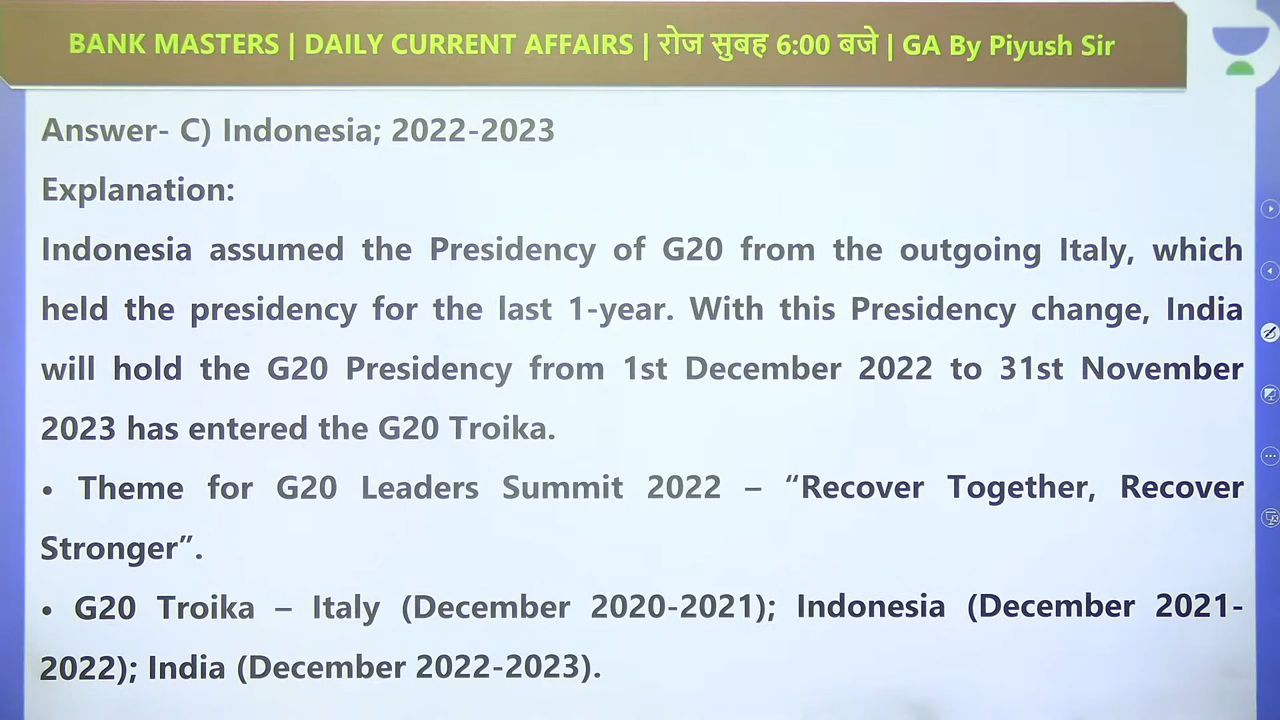 BANK MASTERS | DAILY CURRENT AFFAIRS | रोज सुबह 6:00 बजे | GA By Piyush Sir
Answer- C) Indonesia; 2022-2023
Explanation:
Indonesia assumed the Presidency of G20 from the outgoing Italy, which
held the presidency for the last 1-year. With this Presidency change, India
will hold the G20 Presidency from 1st December 2022 to 31st November
2023 has entered the G20 Troika.
• Theme for G20 Leaders Summit 2022 – “Recover Together, Recover
Stronger”.
• G20 Troika – Italy (December 2020-2021); Indonesia (December 2021-
2022); India (December 2022-2023).